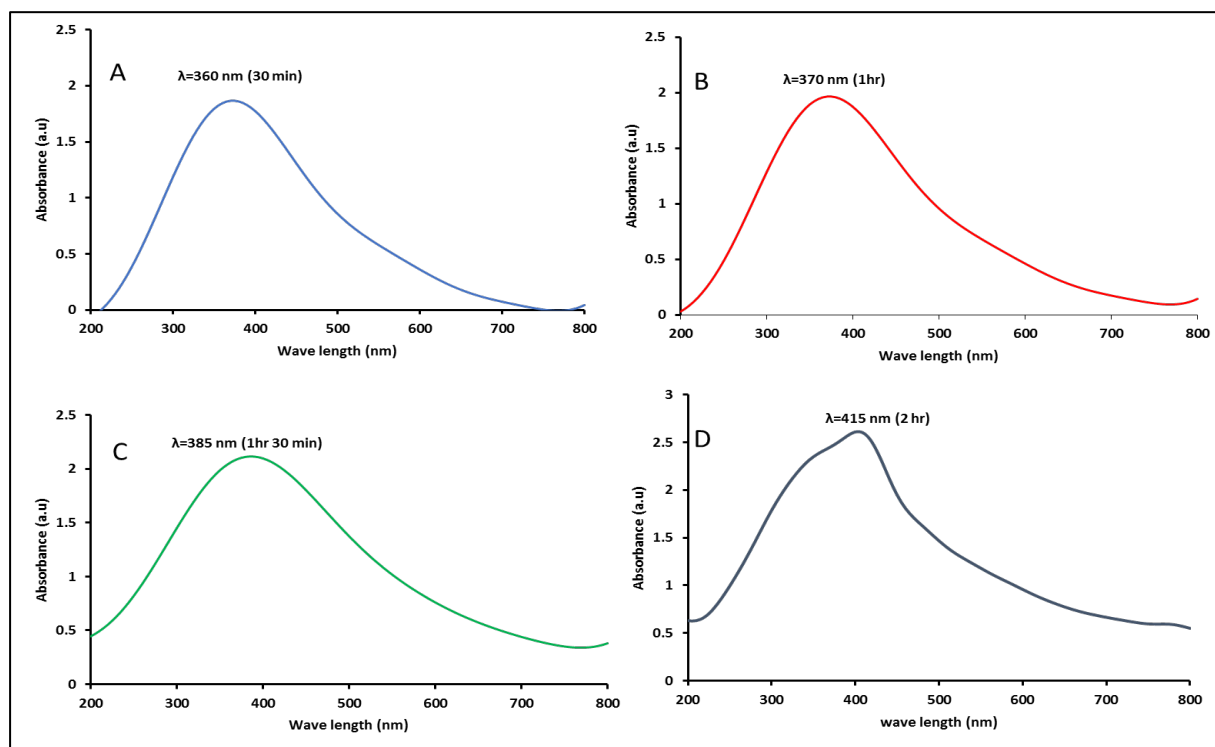 A
λ=360 nm (30 min)
2.5
2
1.5
1
0.5
0
200 300 400 500 600 700 800
Absorbance (a.u)
Wave length (nm)
B
λ=370 nm (1hr)
2.5
2
1.5
1
0.5
0
200 300 400 500 600 700 800
Absorbance (a.u)
Wave length (nm)
C
λ=385 nm (1hr 30 min)
2.5
2
1.5
1
0.5
0
200 300 400 500 600 700 800
Absorbance (a.u)
Wave length (nm)
D
λ=415 nm (2 hr)
3
2.5
2
1.5
1
0.5
0
200 300 400 500 600 700 800
Absorbance (a.u)
wave length (nm)